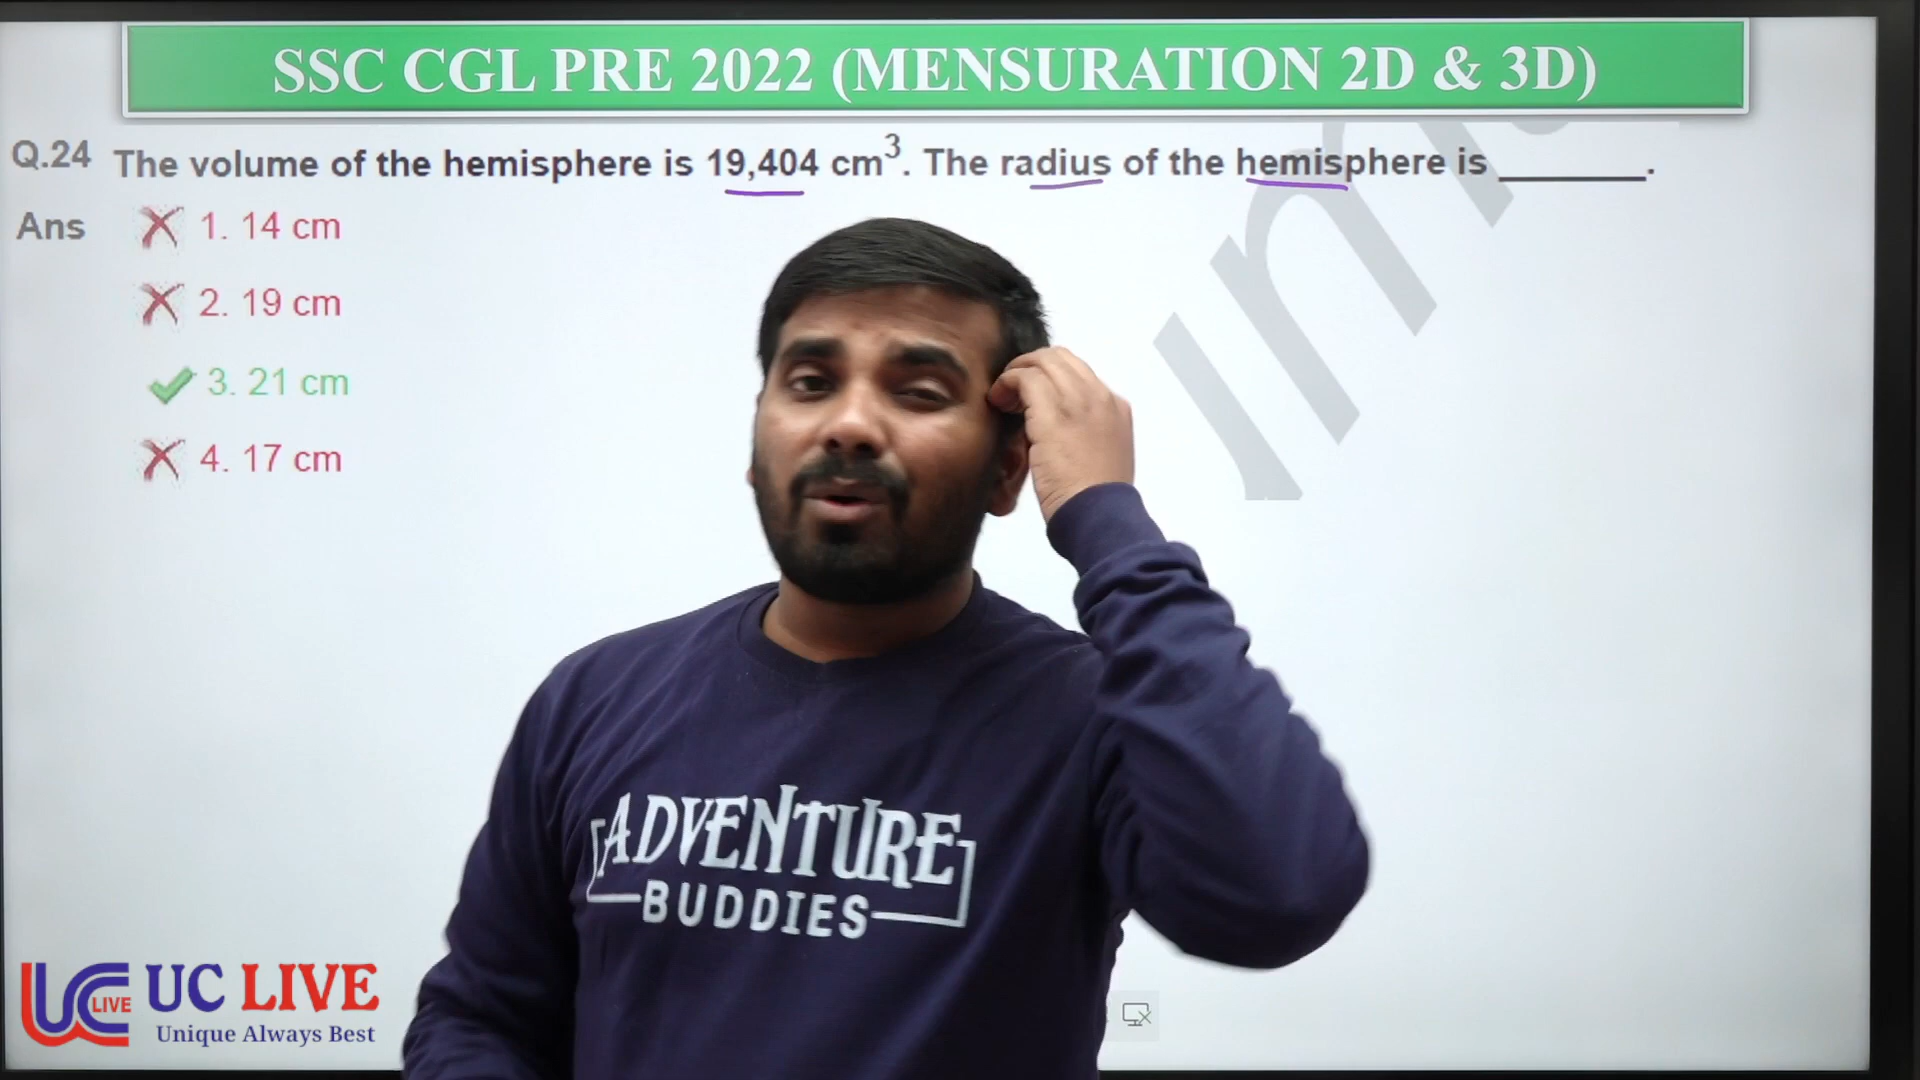 SSC CGL PRE 2022 (MENSURATION 2D & 3D)
Q.24 The volume of the hemisphere is 19,404 cm³. The radius of the hemisphere is ________.
Ans 1. 14 cm
2. 19 cm
3. 21 cm
4. 17 cm
ADVENTURE
BUDDIES
LIVE
UC LIVE
Unique Always Best